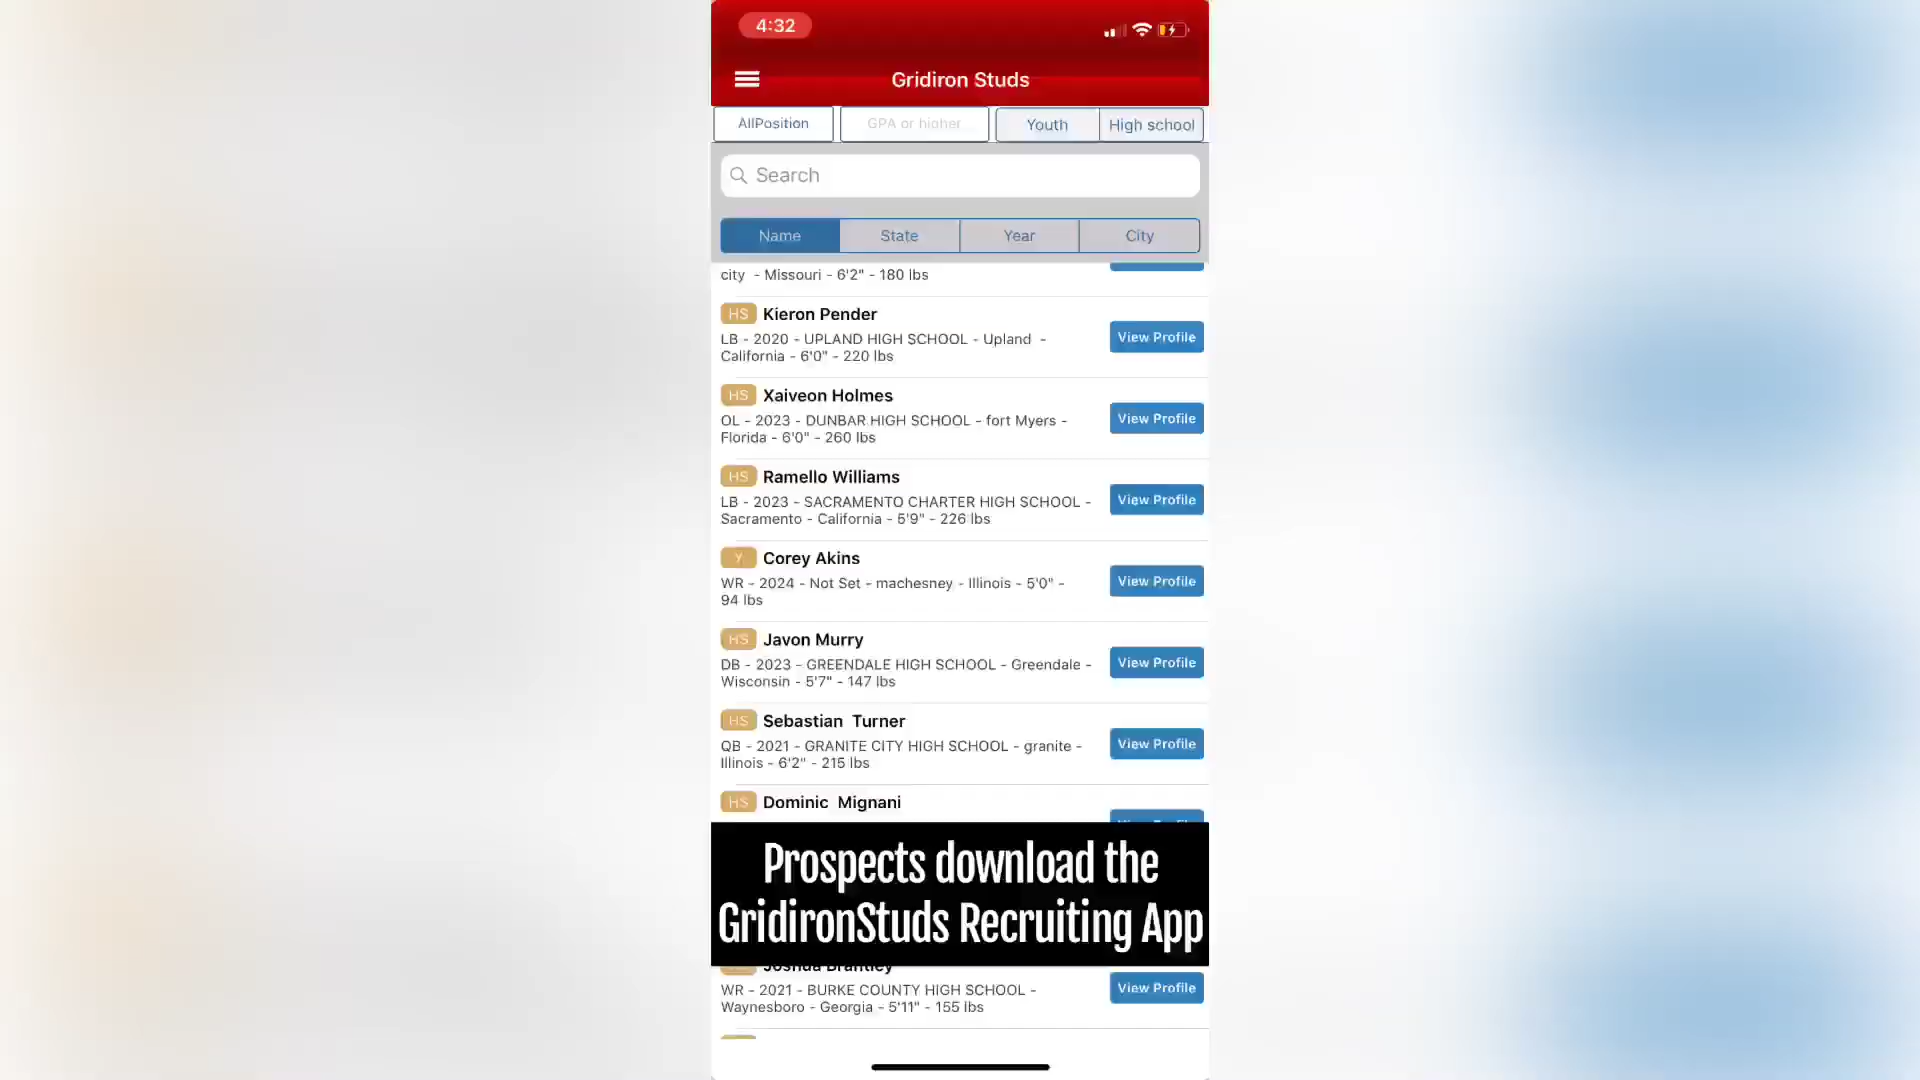 4:32
Gridiron Studs
AllPosition
GPA or higher
Youth
High school
Search
Name
State
Year
City
city - Missouri - 6'2" - 180 lbs
HS Kieron Pender
LB - 2020 - UPLAND HIGH SCHOOL - Upland -
California - 6'0" - 220 lbs
View Profile
HS Xaiveon Holmes
OL - 2023 - DUNBAR HIGH SCHOOL - fort Myers -
Florida - 6'0" - 260 lbs
View Profile
HS Ramello Williams
LB - 2023 - SACRAMENTO CHARTER HIGH SCHOOL -
Sacramento - California - 5'9" - 226 lbs
View Profile
Y Corey Akins
WR - 2024 - Not Set - machesney - Illinois - 5'0" -
94 lbs
View Profile
HS Javon Murry
DB - 2023 - GREENDALE HIGH SCHOOL - Greendale -
Wisconsin - 5'7" - 147 lbs
View Profile
HS Sebastian Turner
QB - 2021 - GRANITE CITY HIGH SCHOOL - granite -
Illinois - 6'2" - 215 lbs
View Profile
HS Dominic Mignani
Prospects download the
GridironStuds Recruiting App
Joshua Brantley
WR - 2021 - BURKE COUNTY HIGH SCHOOL -
Waynesboro - Georgia - 5'11" - 155 lbs
View Profile